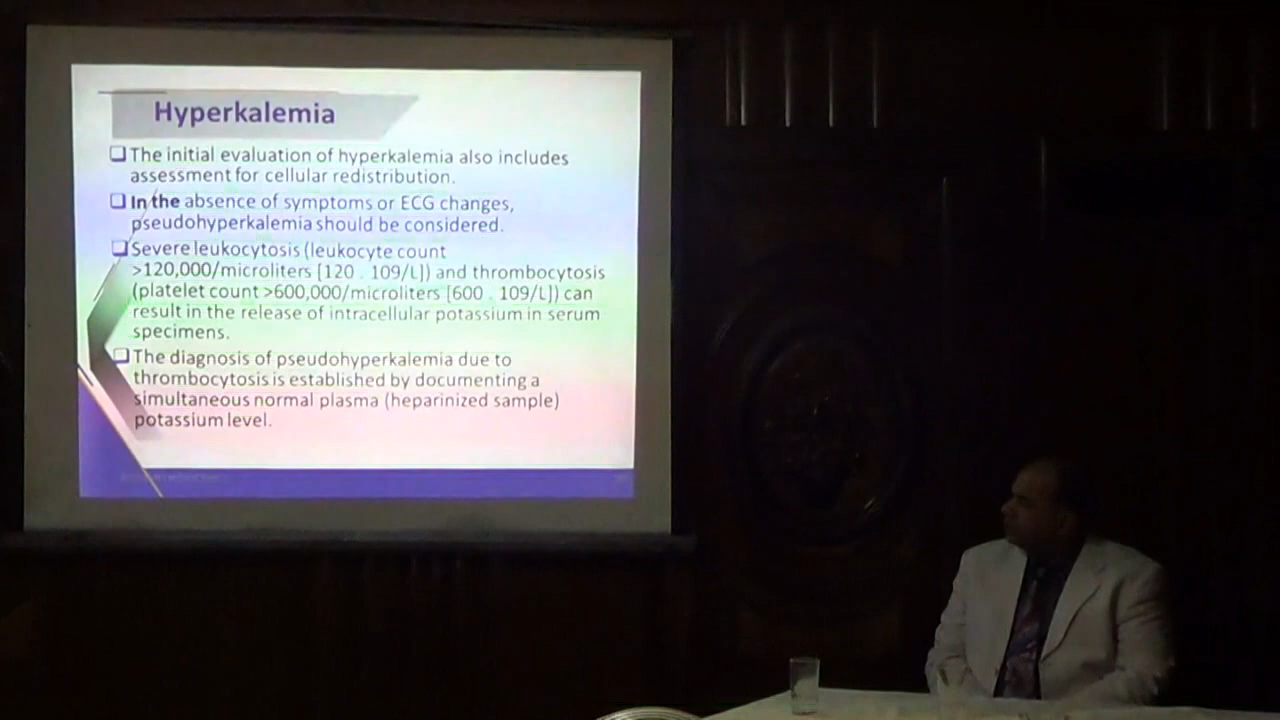 Hyperkalemia
The initial evaluation of hyperkalemia also includes
assessment for cellular redistribution.
In the absence of symptoms or ECG changes,
pseudohyperkalemia should be considered.
Severe leukocytosis (leukocyte count
>120,000/microliters [120 . 109/L]) and thrombocytosis
(platelet count >600,000/microliters [600 . 109/L]) can
result in the release of intracellular potassium in serum
specimens.
The diagnosis of pseudohyperkalemia due to
thrombocytosis is established by documenting a
simultaneous normal plasma (heparinized sample)
potassium level.